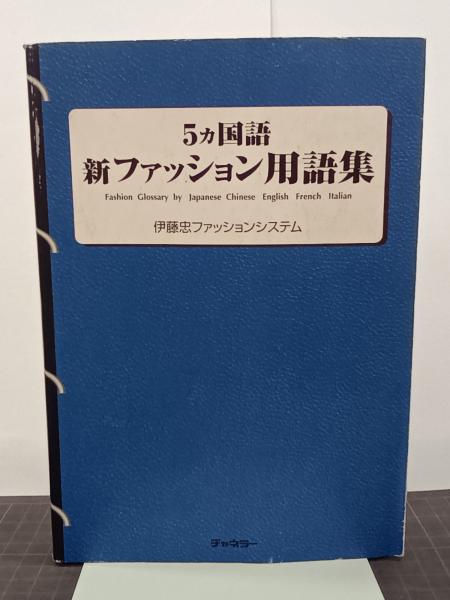 5ヵ国語
新ファッション用語集
Fashion Glossary by Japanese Chinese English French Italian
伊藤忠ファッションシステム
チャネラー